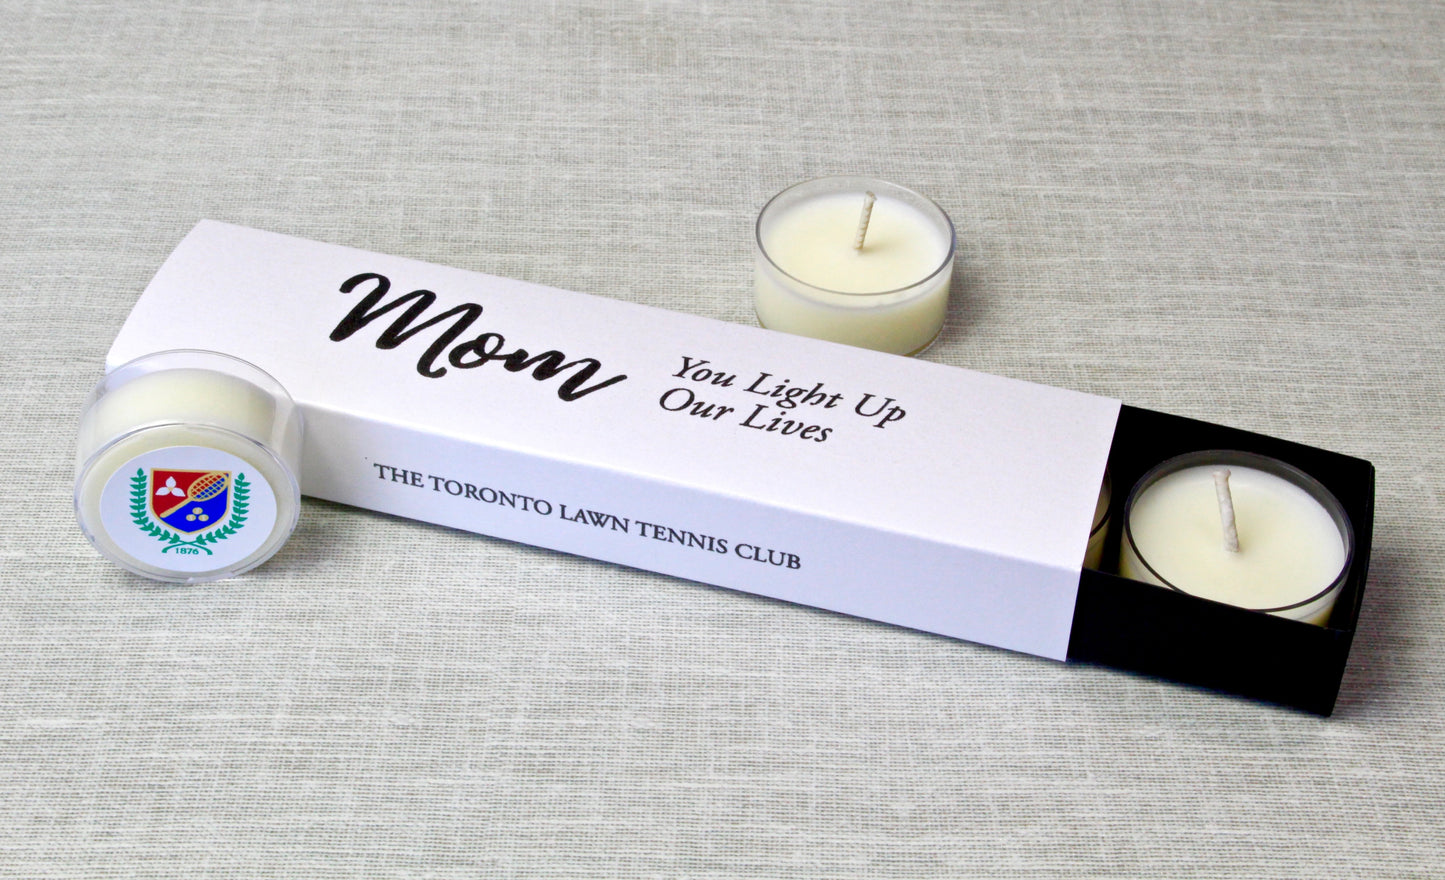 Mom
You Light Up
Our Lives
THE TORONTO LAWN TENNIS CLUB
1876